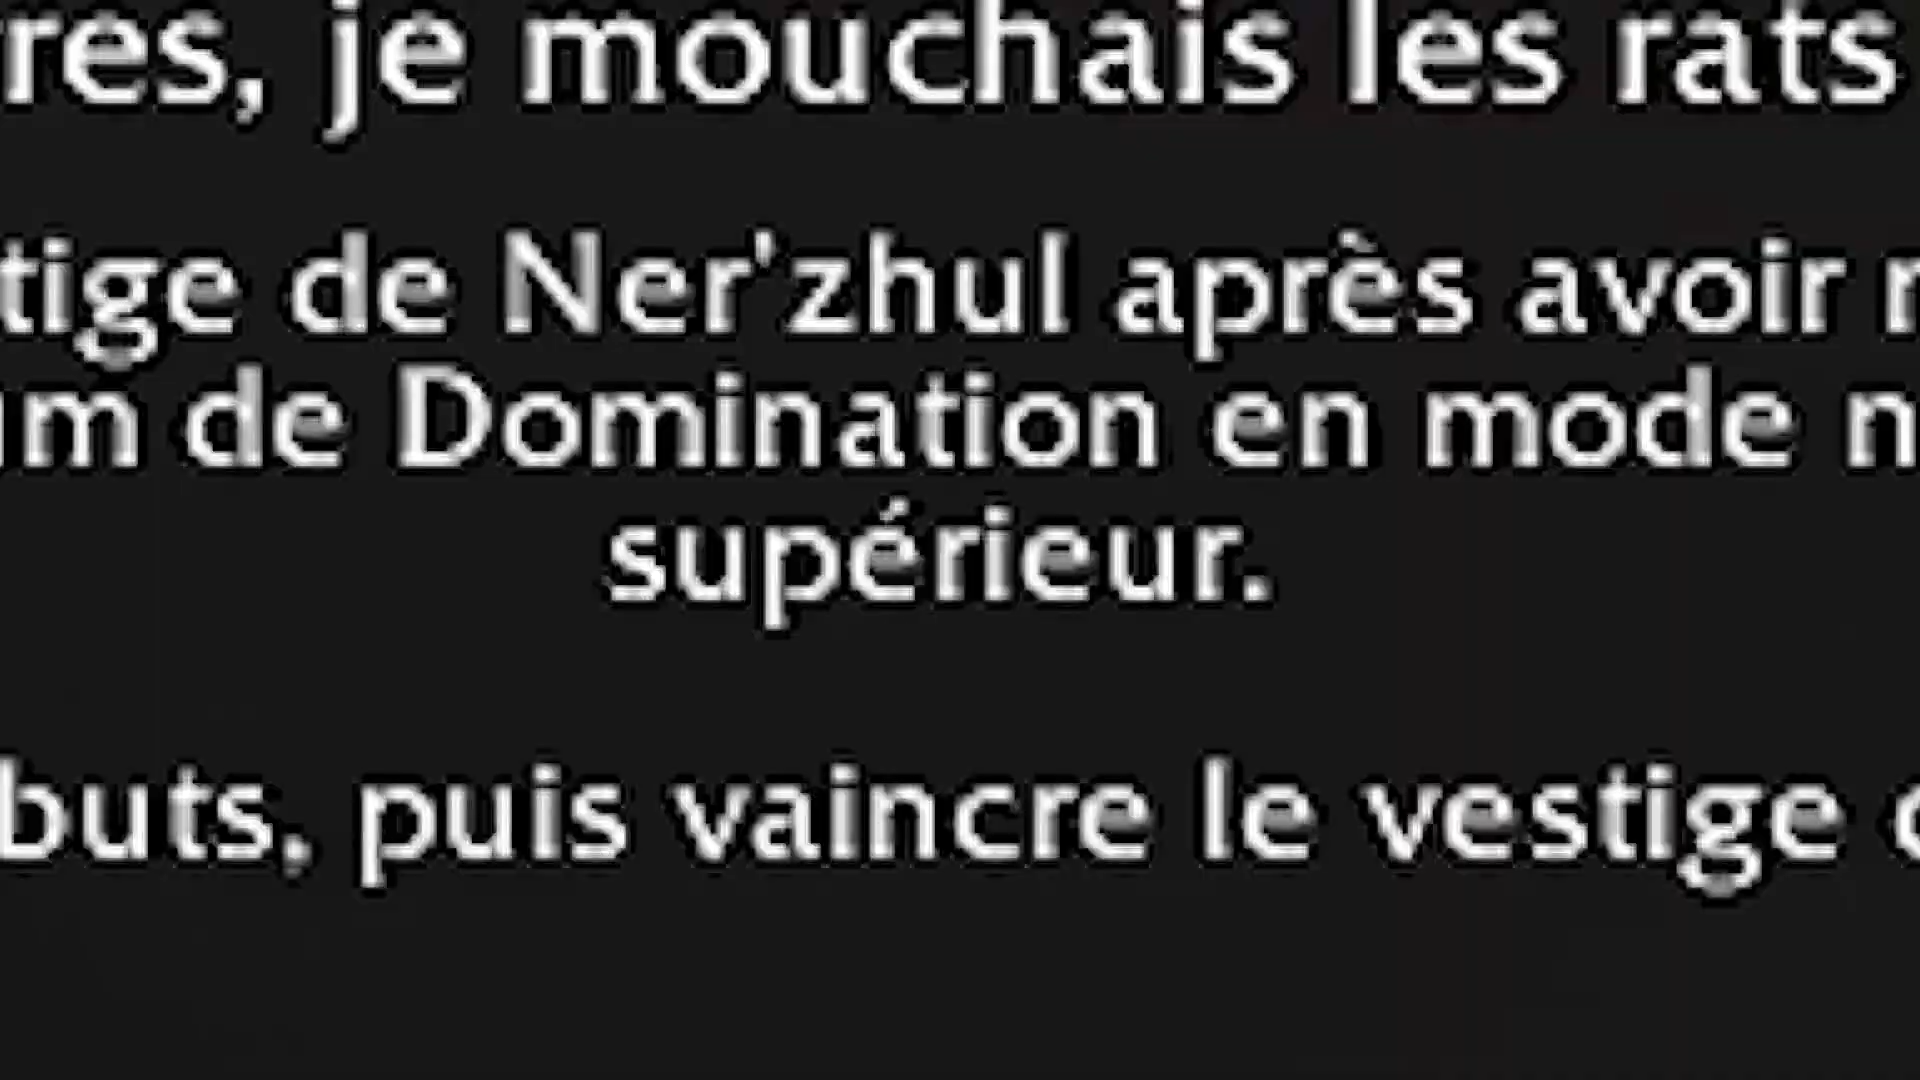 res, je mouchais les rats
tige de Ner'zhul après avoir
um de Domination en mode
supérieur.
buts, puis vaincre le vestige